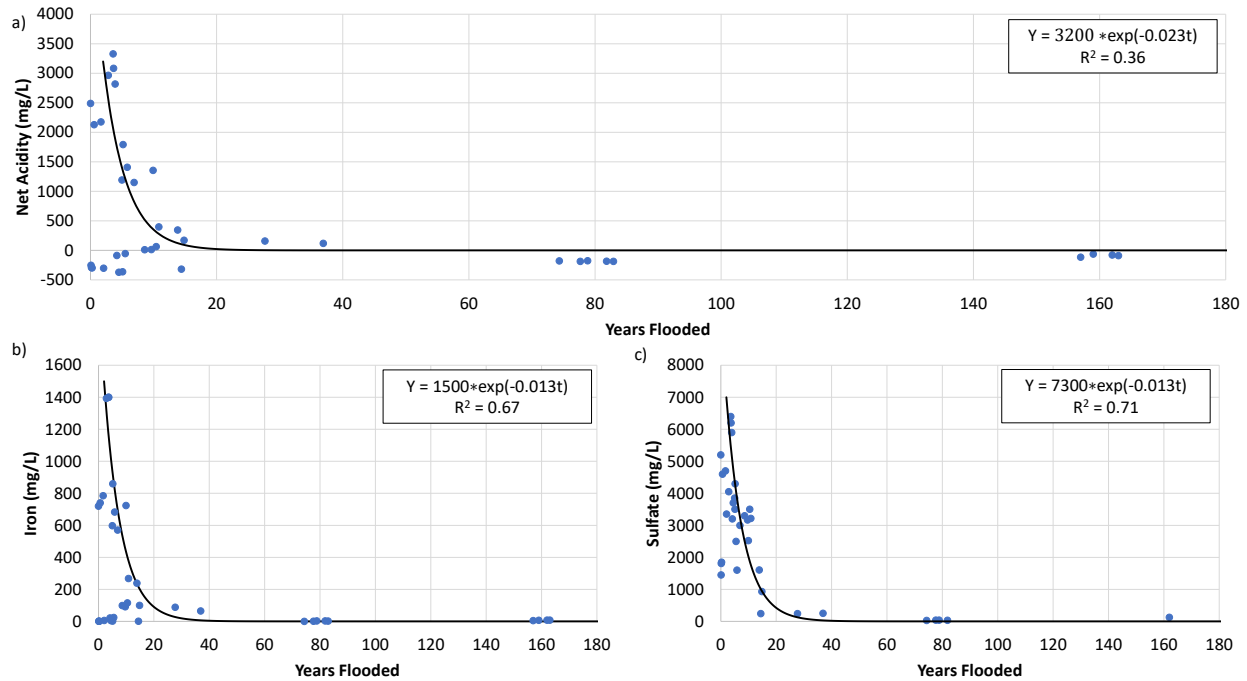 a)
4000
3500
3000
2500
2000
1500
1000
500
0
-500
Net Acidity (mg/L)
Y = 3200 *exp(-0.023t)
R² = 0.36
0 20 40 60 80 100 120 140 160 180
Years Flooded
b)
1600
1400
1200
1000
800
600
400
200
0
Iron (mg/L)
Y = 1500*exp(-0.013t)
R² = 0.67
0 20 40 60 80 100 120 140 160 180
Years Flooded
c)
8000
7000
6000
5000
4000
3000
2000
1000
0
Sulfate (mg/L)
Y = 7300*exp(-0.013t)
R² = 0.71
0 20 40 60 80 100 120 140 160 180
Years Flooded